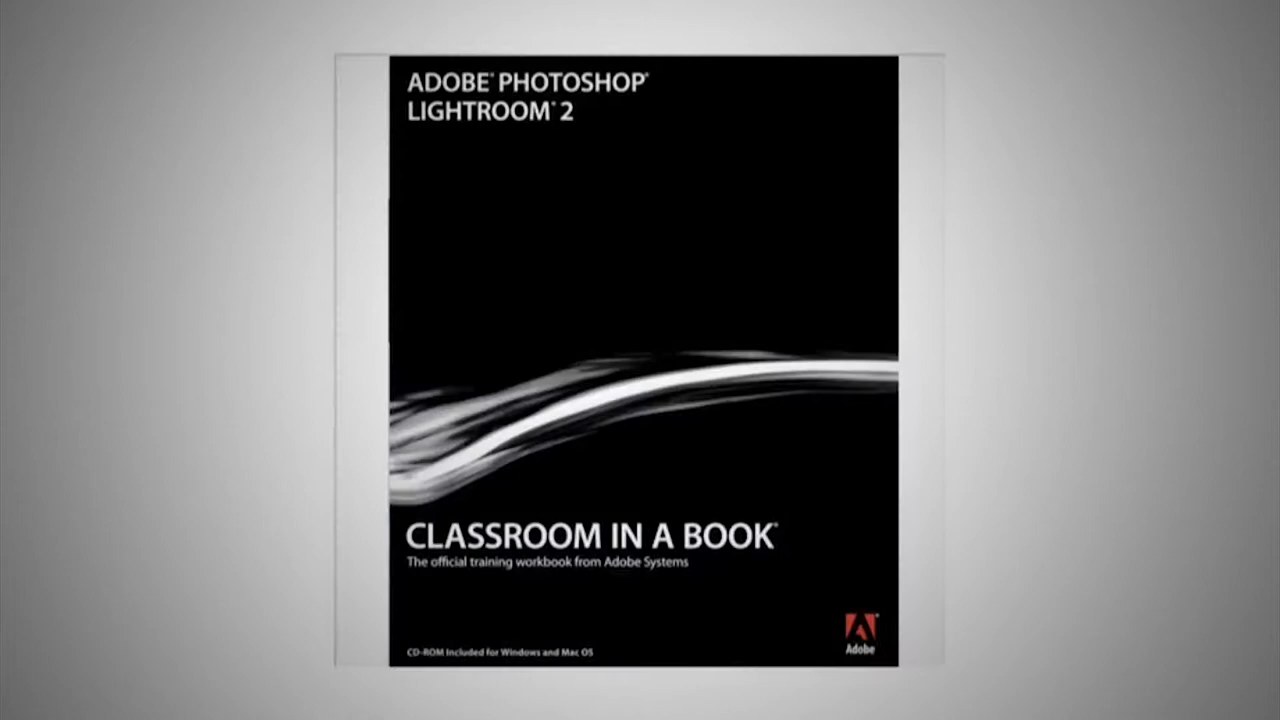 ADOBE® PHOTOSHOP®
LIGHTROOM® 2
CLASSROOM IN A BOOK®
The official training workbook from Adobe Systems
CD-ROM Included for Windows and Mac OS
Adobe